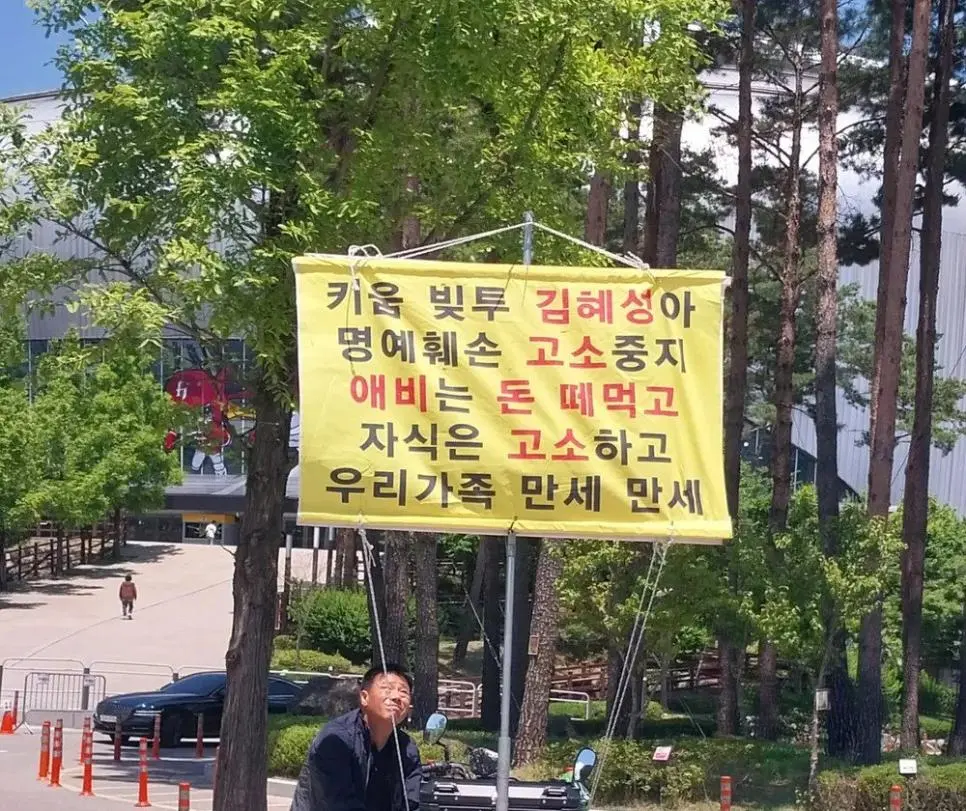 키움 빚투 김혜성아
명예훼손 고소중지
애비는 돈 떼먹고
자식은 고소하고
우리가족 만세 만세